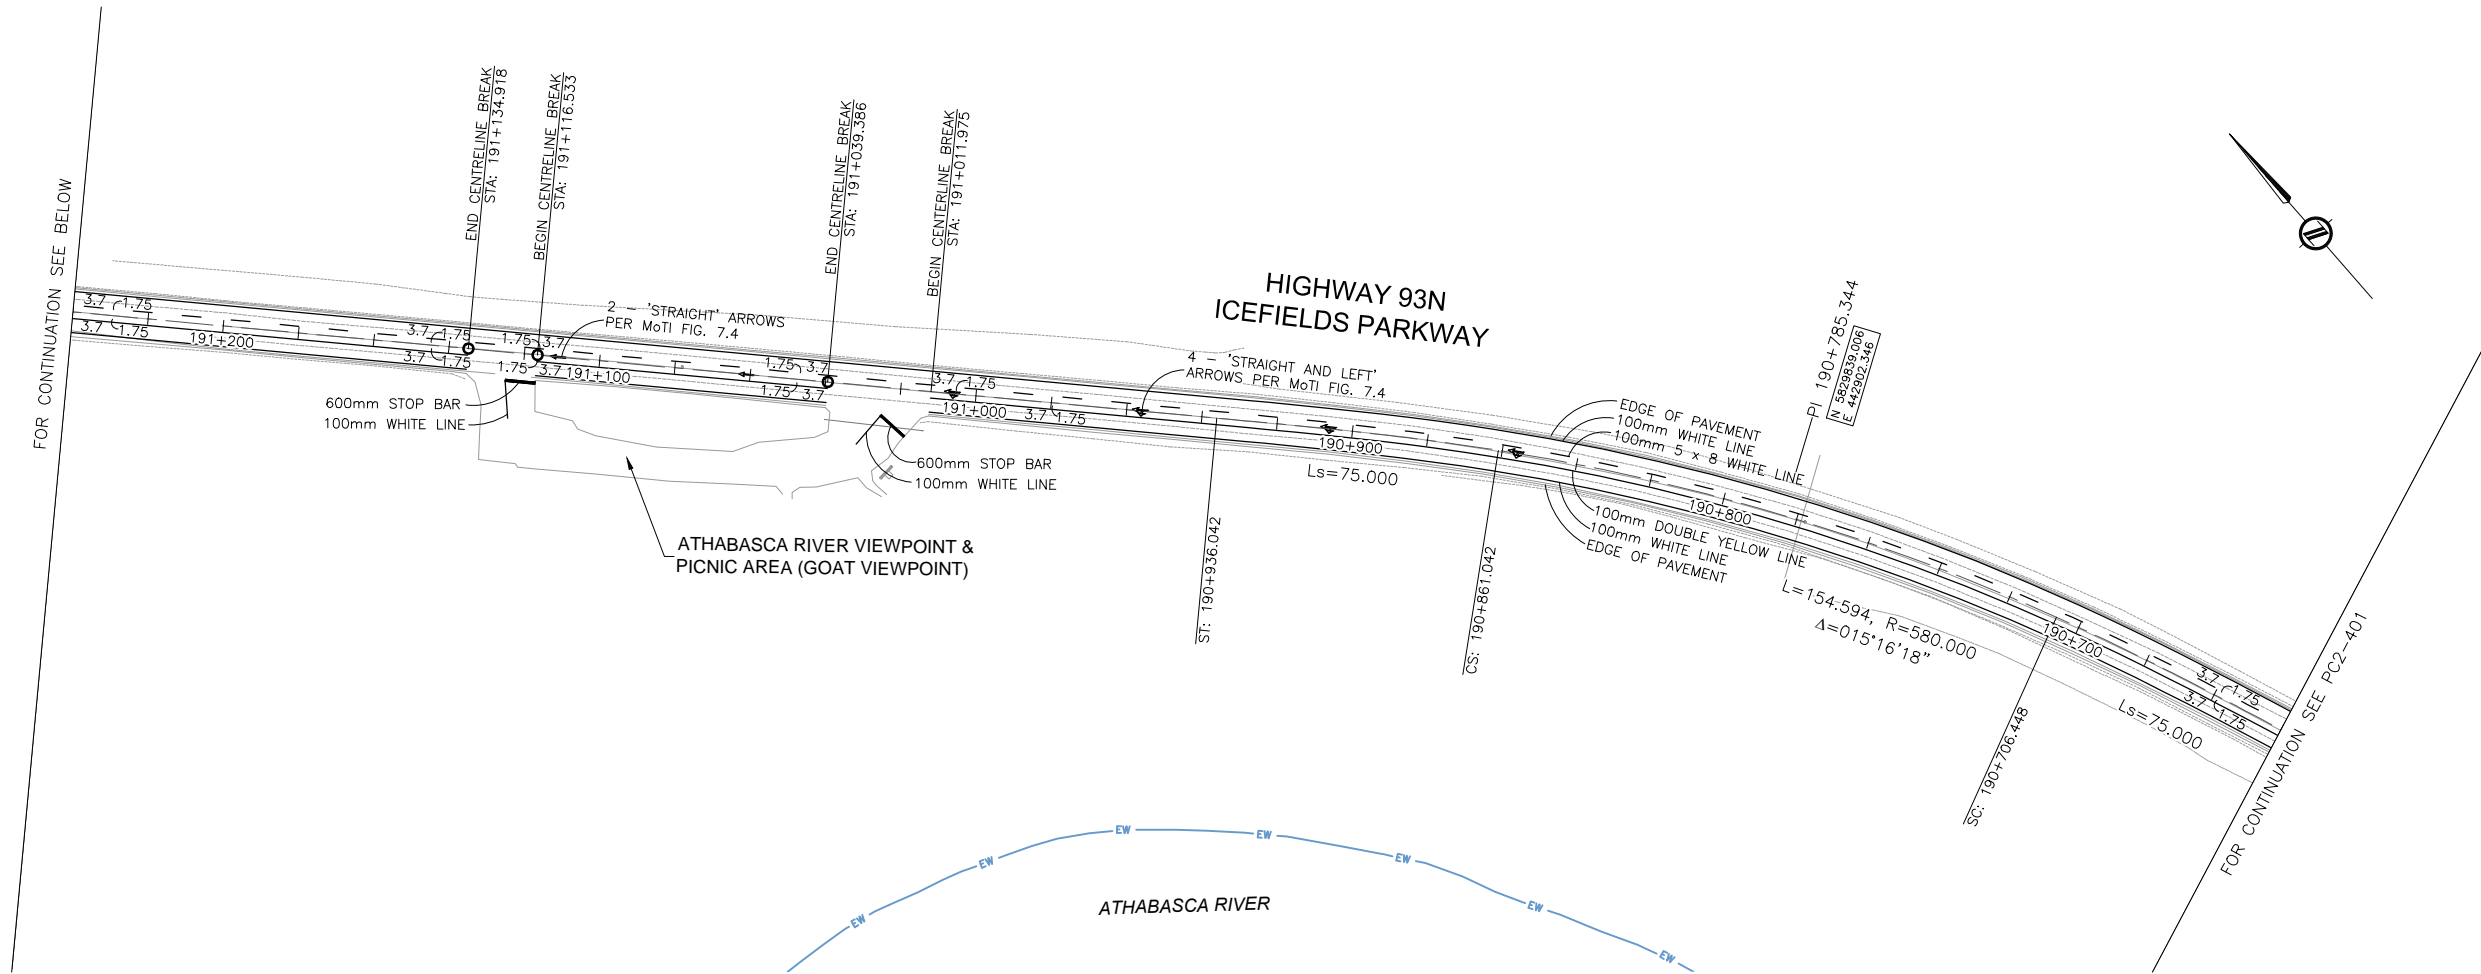 FOR CONTINUATION SEE BELOW
END CENTRELINE BREAK
STA: 191+134.918
BEGIN CENTRELINE BREAK
STA: 191+116.533
END CENTRELINE BREAK
STA: 191+039.386
BEGIN CENTERLINE BREAK
STA: 191+011.975
HIGHWAY 93N
ICEFIELDS PARKWAY
2 - 'STRAIGHT' ARROWS
PER MoTI FIG. 7.4
4 - 'STRAIGHT AND LEFT'
ARROWS PER MoTI FIG. 7.4
PI 190+785.344
N 5829839.006
E 442902.346
3.7 1.75
3.7 1.75
191+200
3.7 1.75
3.7 1.75
1.75 3.7
1.75 3.7
191+100
1.75 3.7
1.75 3.7
3.7 1.75
191+000
3.7 1.75
190+900
190+800
190+700
3.7 1.75
3.7 1.75
600mm STOP BAR
100mm WHITE LINE
600mm STOP BAR
100mm WHITE LINE
EDGE OF PAVEMENT
100mm WHITE LINE
100mm 5 x 8 WHITE LINE
Ls=75.000
100mm DOUBLE YELLOW LINE
100mm WHITE LINE
EDGE OF PAVEMENT
ATHABASCA RIVER VIEWPOINT &
PICNIC AREA (GOAT VIEWPOINT)
ST: 190+936.042
CS: 190+861.042
L=154.594, R=580.000
Δ=015°16'18"
SC: 190+706.448
Ls=75.000
FOR CONTINUATION SEE PC2-401
EW
EW
EW
EW
EW
EW
EW
ATHABASCA RIVER